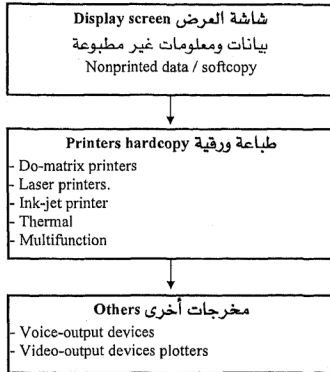 Display screen شاشة العرض
بيانات ومعلومات غير مطبوعة
Nonprinted data / softcopy
Printers hardcopy طباعة ورقية
- Do-matrix printers
- Laser printers.
- Ink-jet printer
- Thermal
- Multifunction
Others مخرجات أخرى
- Voice-output devices
- Video-output devices plotters